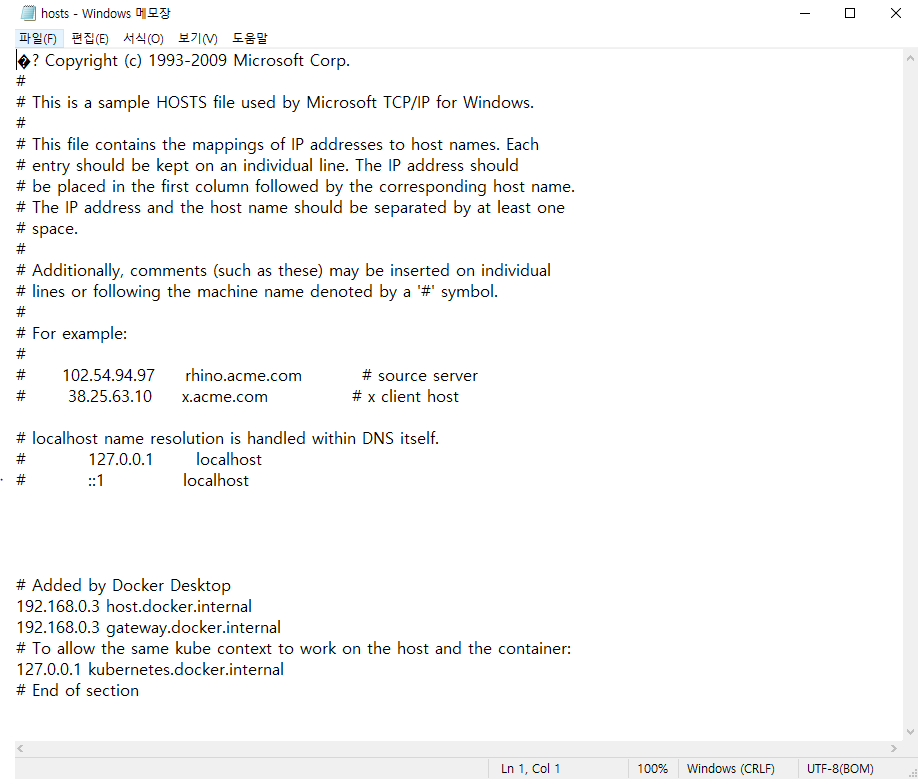 hosts - Windows 메모장
파일(F) 편집(E) 서식(O) 보기(V) 도움말
�? Copyright (c) 1993-2009 Microsoft Corp.
#
# This is a sample HOSTS file used by Microsoft TCP/IP for Windows.
#
# This file contains the mappings of IP addresses to host names. Each
# entry should be kept on an individual line. The IP address should
# be placed in the first column followed by the corresponding host name.
# The IP address and the host name should be separated by at least one
# space.
#
# Additionally, comments (such as these) may be inserted on individual
# lines or following the machine name denoted by a '#' symbol.
#
# For example:
#
# 102.54.94.97 rhino.acme.com # source server
# 38.25.63.10 x.acme.com # x client host
# localhost name resolution is handled within DNS itself.
# 127.0.0.1 localhost
# ::1 localhost
# Added by Docker Desktop
192.168.0.3 host.docker.internal
192.168.0.3 gateway.docker.internal
# To allow the same kube context to work on the host and the container:
127.0.0.1 kubernetes.docker.internal
# End of section
Ln 1, Col 1 100% Windows (CRLF) UTF-8(BOM)